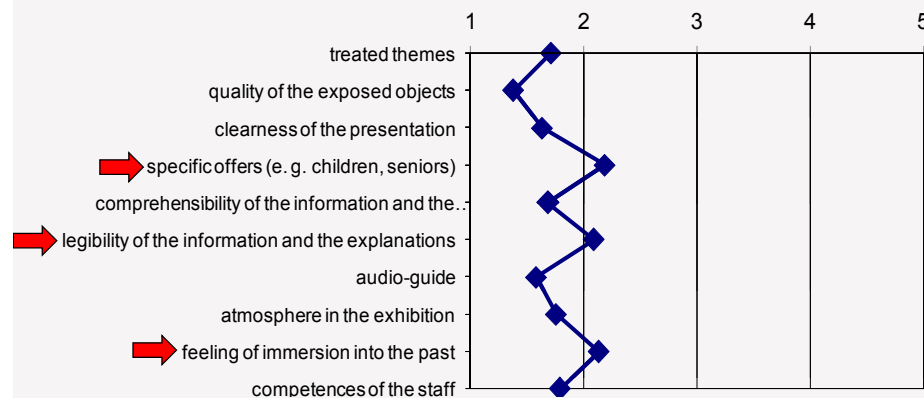 1 2 3 4 5
treated themes
quality of the exposed objects
clearness of the presentation
specific offers (e. g. children, seniors)
comprehensibility of the information and the..
legibility of the information and the explanations
audio-guide
atmosphere in the exhibition
feeling of immersion into the past
competences of the staff